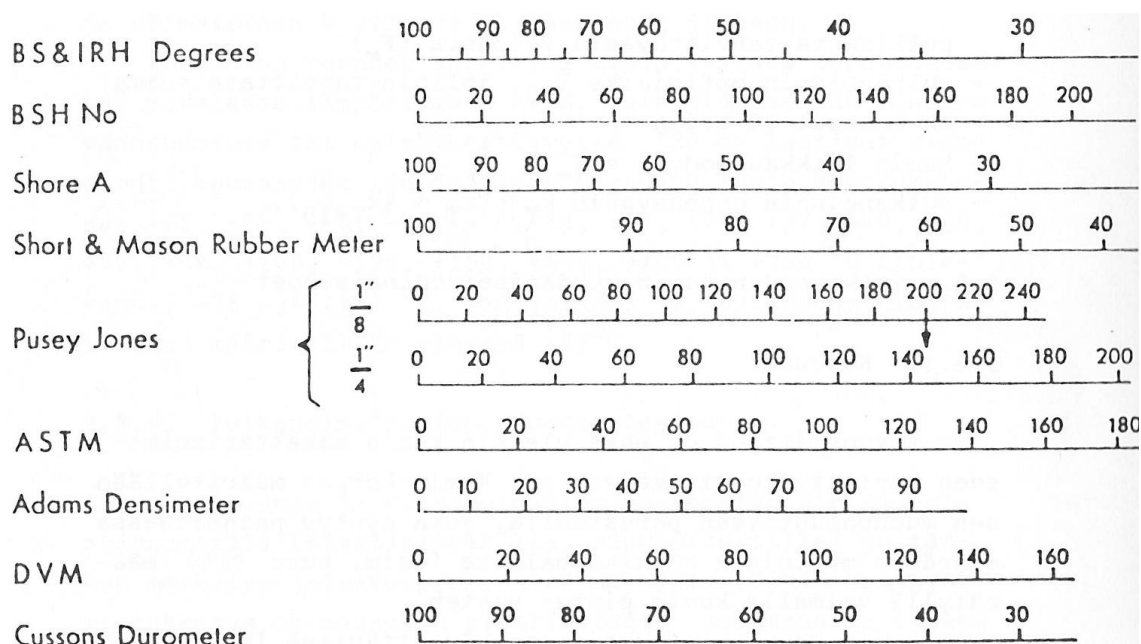 100 90 80 70 60 50 40 30
BS&IRH Degrees
0 20 40 60 80 100 120 140 160 180 200
BSH No
100 90 80 70 60 50 40 30
Shore A
100 90 80 70 60 50 40
Short & Mason Rubber Meter
0 20 40 60 80 100 120 140 160 180 200 220 240
1"/8
Pusey Jones
0 20 40 60 80 100 120 140 160 180 200
1"/4
0 20 40 60 80 100 120 140 160 180
ASTM
0 10 20 30 40 50 60 70 80 90
Adams Densimeter
0 20 40 60 80 100 120 140 160
DVM
100 90 80 70 60 50 40 30
Cussons Durometer